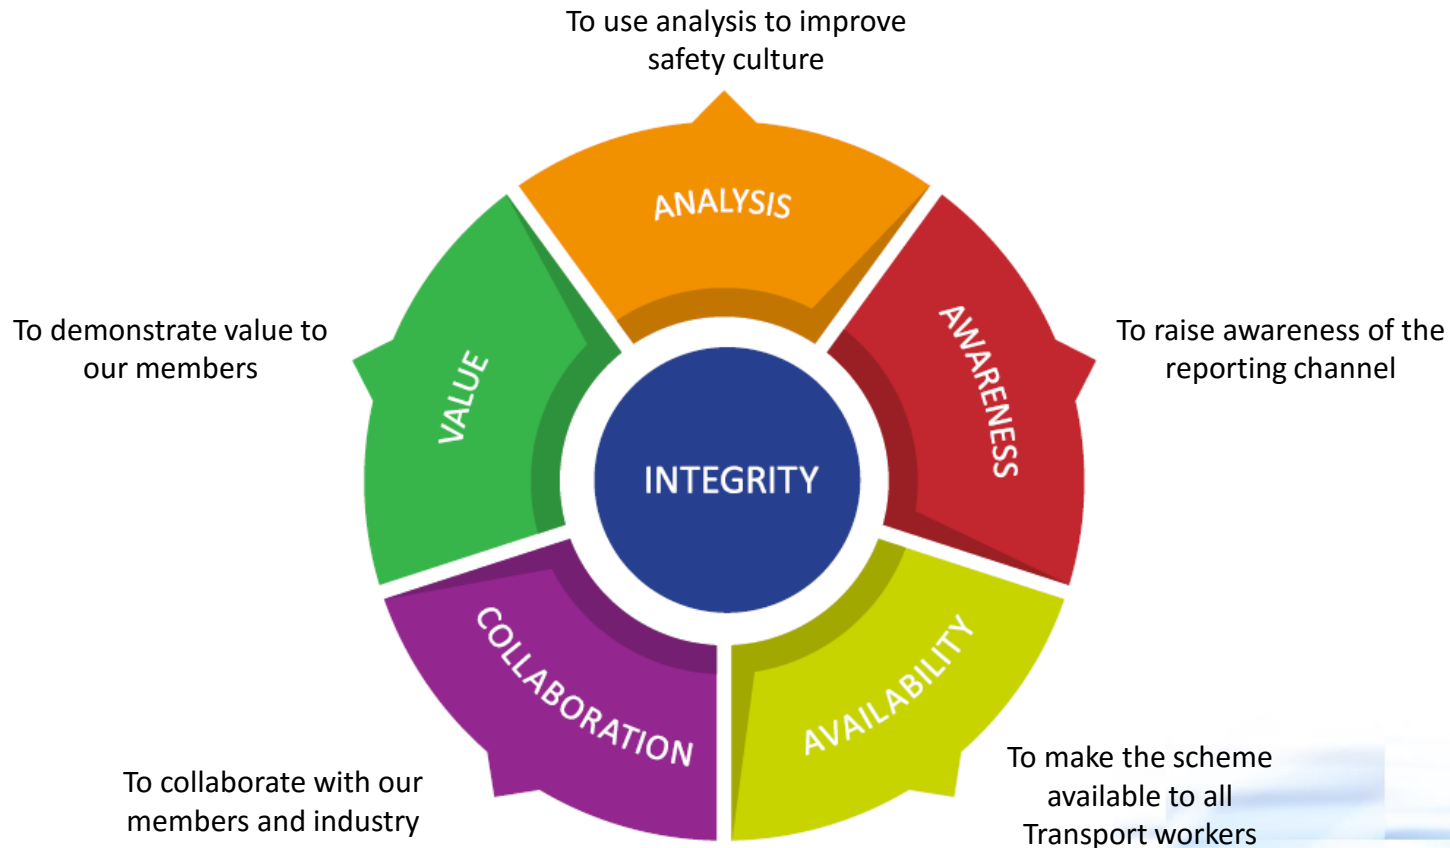 To use analysis to improve
safety culture
ANALYSIS
AWARENESS
To raise awareness of the
reporting channel
AVAILABILITY
To make the scheme
available to all
Transport workers
COLLABORATION
To collaborate with our
members and industry
VALUE
To demonstrate value to
our members
INTEGRITY